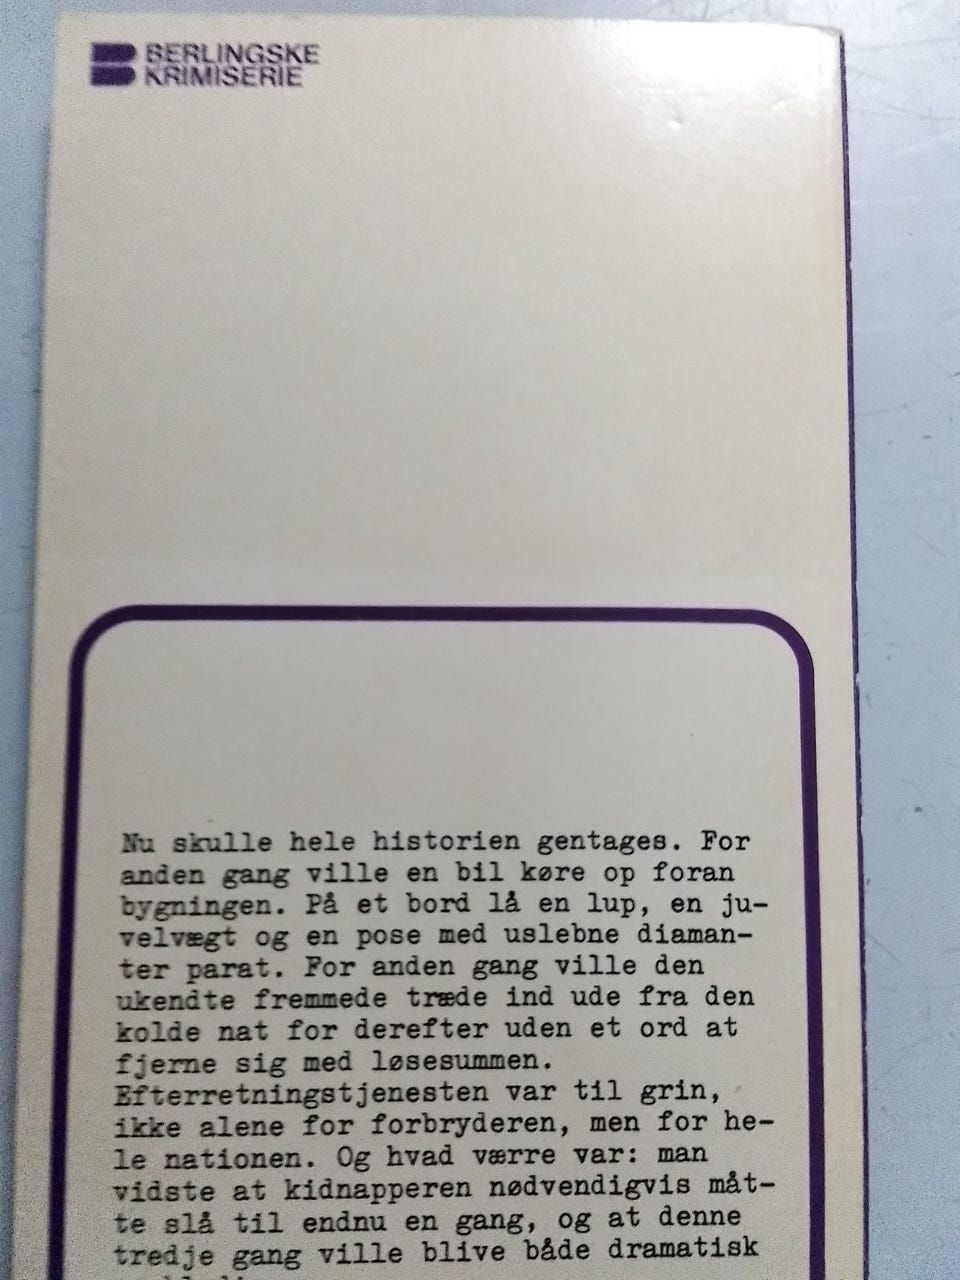 BERLINGSKE
KRIMISERIE
Nu skulle hele historien gentages. For
anden gang ville en bil køre op foran
bygningen. På et bord lå en lup, en ju-
velvægt og en pose med uslebne diaman-
ter parat. For anden gang ville den
ukendte fremmede træde ind ude fra den
kolde nat for derefter uden et ord at
fjerne sig med løsesummen.
Efterretningstjenesten var til grin,
ikke alene for forbryderen, men for he-
le nationen. Og hvad værre var: man
vidste at kidnapperen nødvendigvis måt-
te slå til endnu en gang, og at denne
tredje gang ville blive både dramatisk